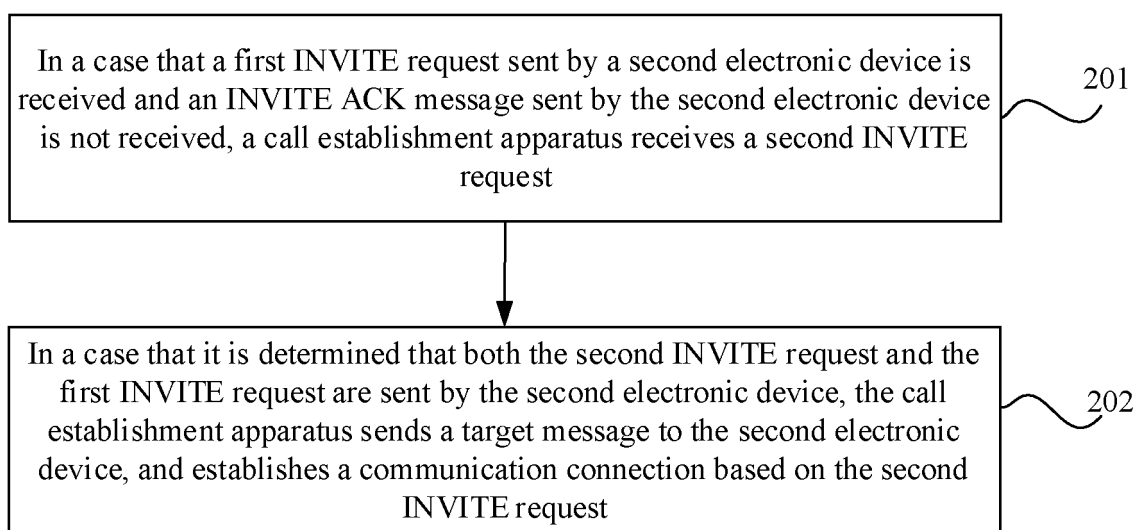 In a case that a first INVITE request sent by a second electronic device is
received and an INVITE ACK message sent by the second electronic device
is not received, a call establishment apparatus receives a second INVITE
request
201
In a case that it is determined that both the second INVITE request and the
first INVITE request are sent by the second electronic device, the call
establishment apparatus sends a target message to the second electronic
device, and establishes a communication connection based on the second
INVITE request
202